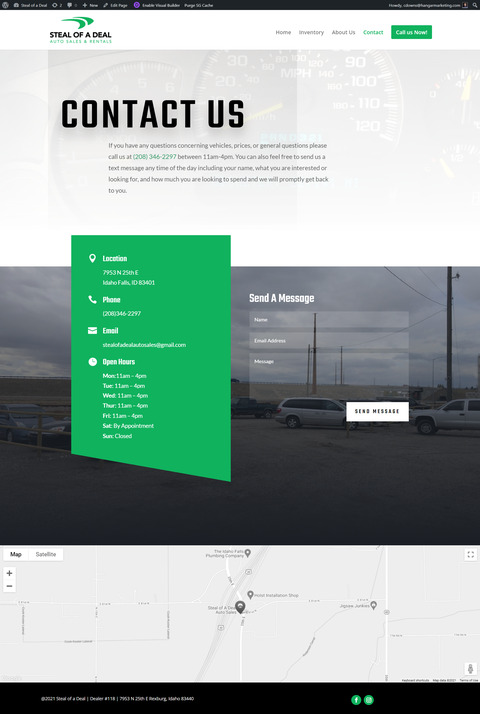 Steal of a Deal 2 0 New Edit Page Enable Visual Builder Purge SG Cache
STEAL OF A DEAL
AUTO SALES & RENTALS
Home Inventory About Us Contact Call us Now!
CONTACT US
If you have any questions concerning vehicles, prices, or general questions please
call us at (208) 346-2297 between 11am-4pm. You can also feel free to send us a
text message any time of the day including your name, what you are interested or
looking for, and how much you are looking to spend and we will promptly get back
to you.
Location
7953 N 25th E
Idaho Falls, ID 83401
Phone
(208)346-2297
Email
stealofadealautosales@gmail.com
Open Hours
Mon:11am – 4pm
Tue: 11am – 4pm
Wed: 11am – 4pm
Thur: 11am – 4pm
Fri: 11am – 4pm
Sat: By Appointment
Sun: Closed
Send A Message
Name
Email Address
Message
SEND MESSAGE
Map Satellite
The Idaho Falls
Plumbing Company
Hotel Installation Shop
Steal of A Deal
Auto Sales
Jigsaw Junkies
Keyboard Shortcuts Map data ©2021 Terms of Use
@2021 Steal of a Deal | Dealer #118 | 7953 N 25th E Rexburg, Idaho 83440